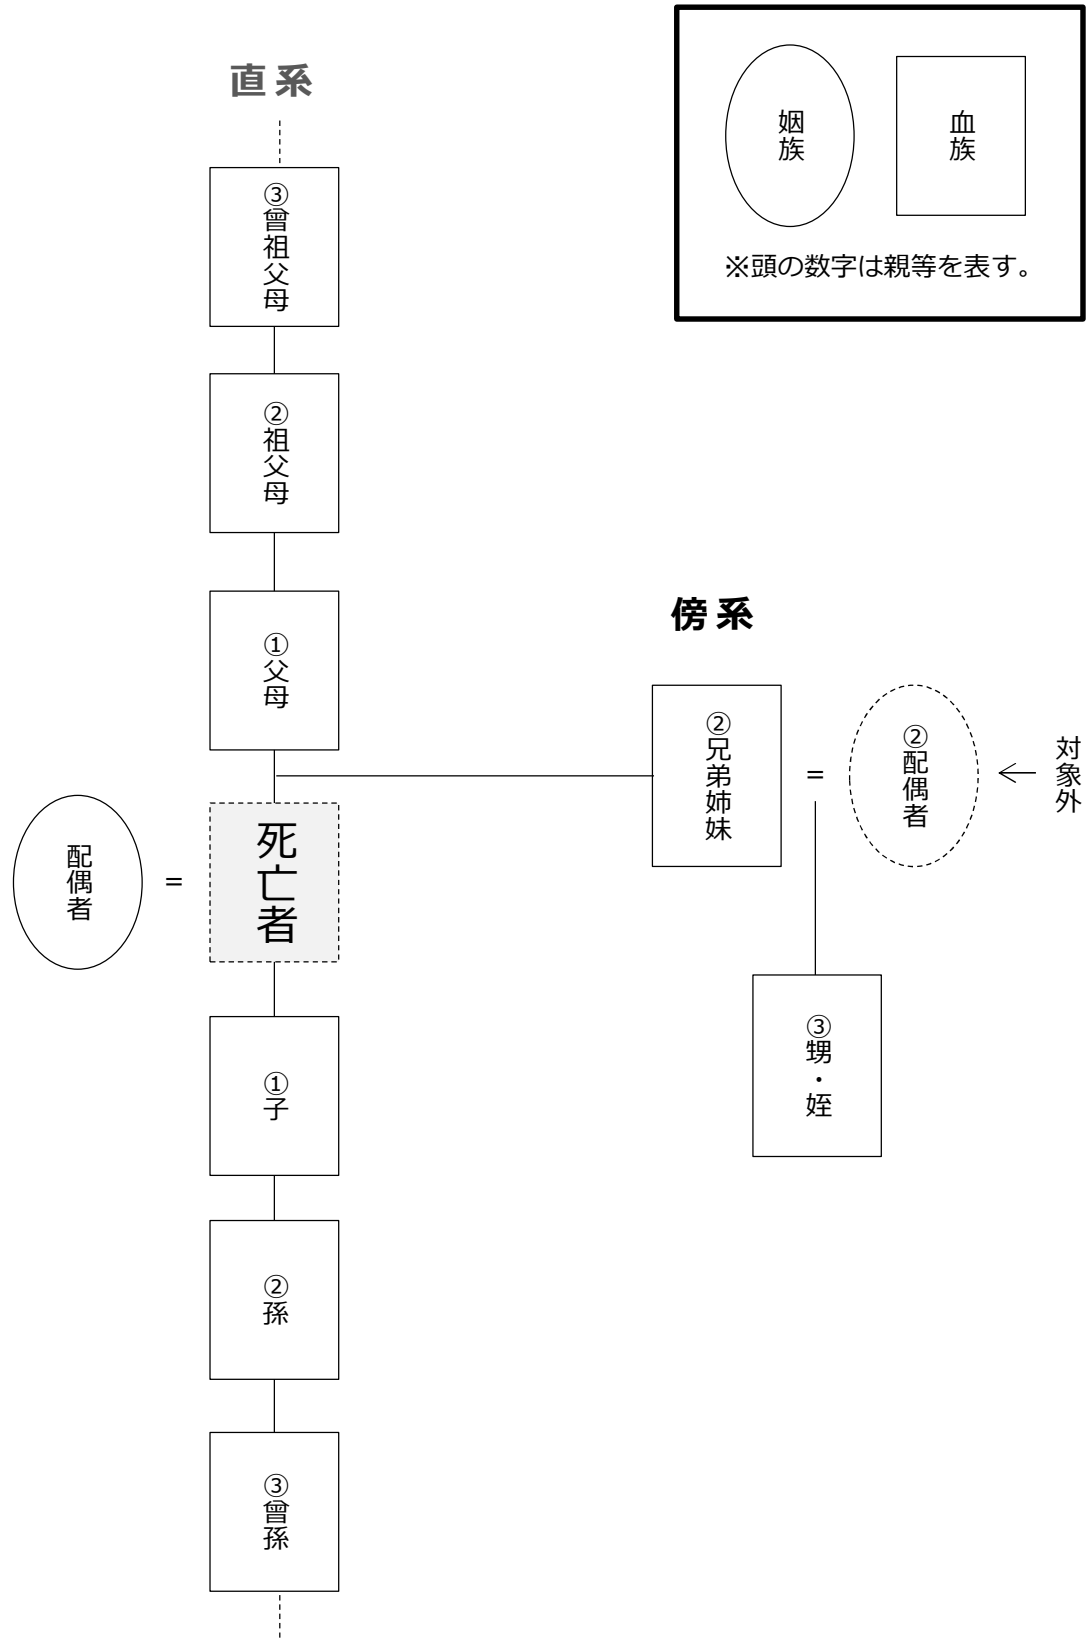 直系
姻族
血族
※頭の数字は親等を表す。
③曾祖父母
②祖父母
①父母
傍系
②兄弟姉妹
=
②配偶者
対象外
配偶者
=
死亡者
①子
③甥・姪
②孫
③曾孫